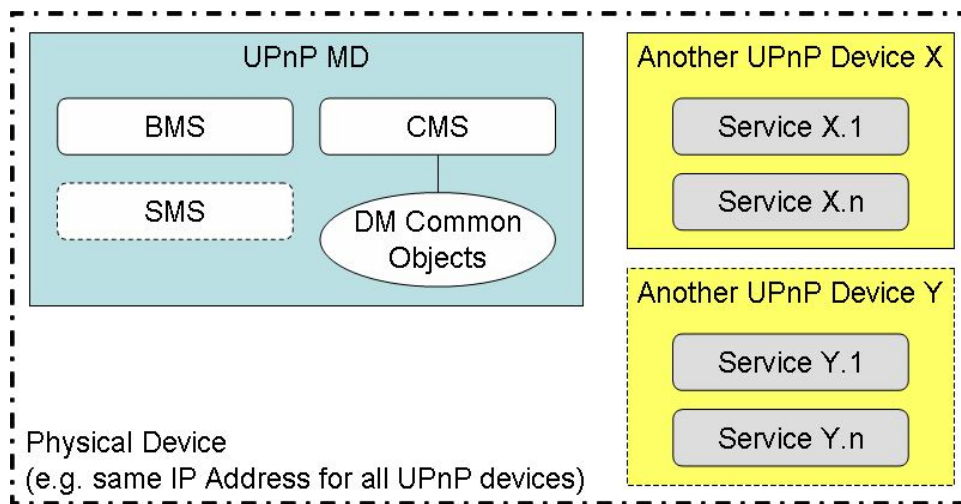 UPnP MD
BMS
CMS
SMS
DM Common
Objects
Another UPnP Device X
Service X.1
Service X.n
Another UPnP Device Y
Service Y.1
Service Y.n
Physical Device
(e.g. same IP Address for all UPnP devices)